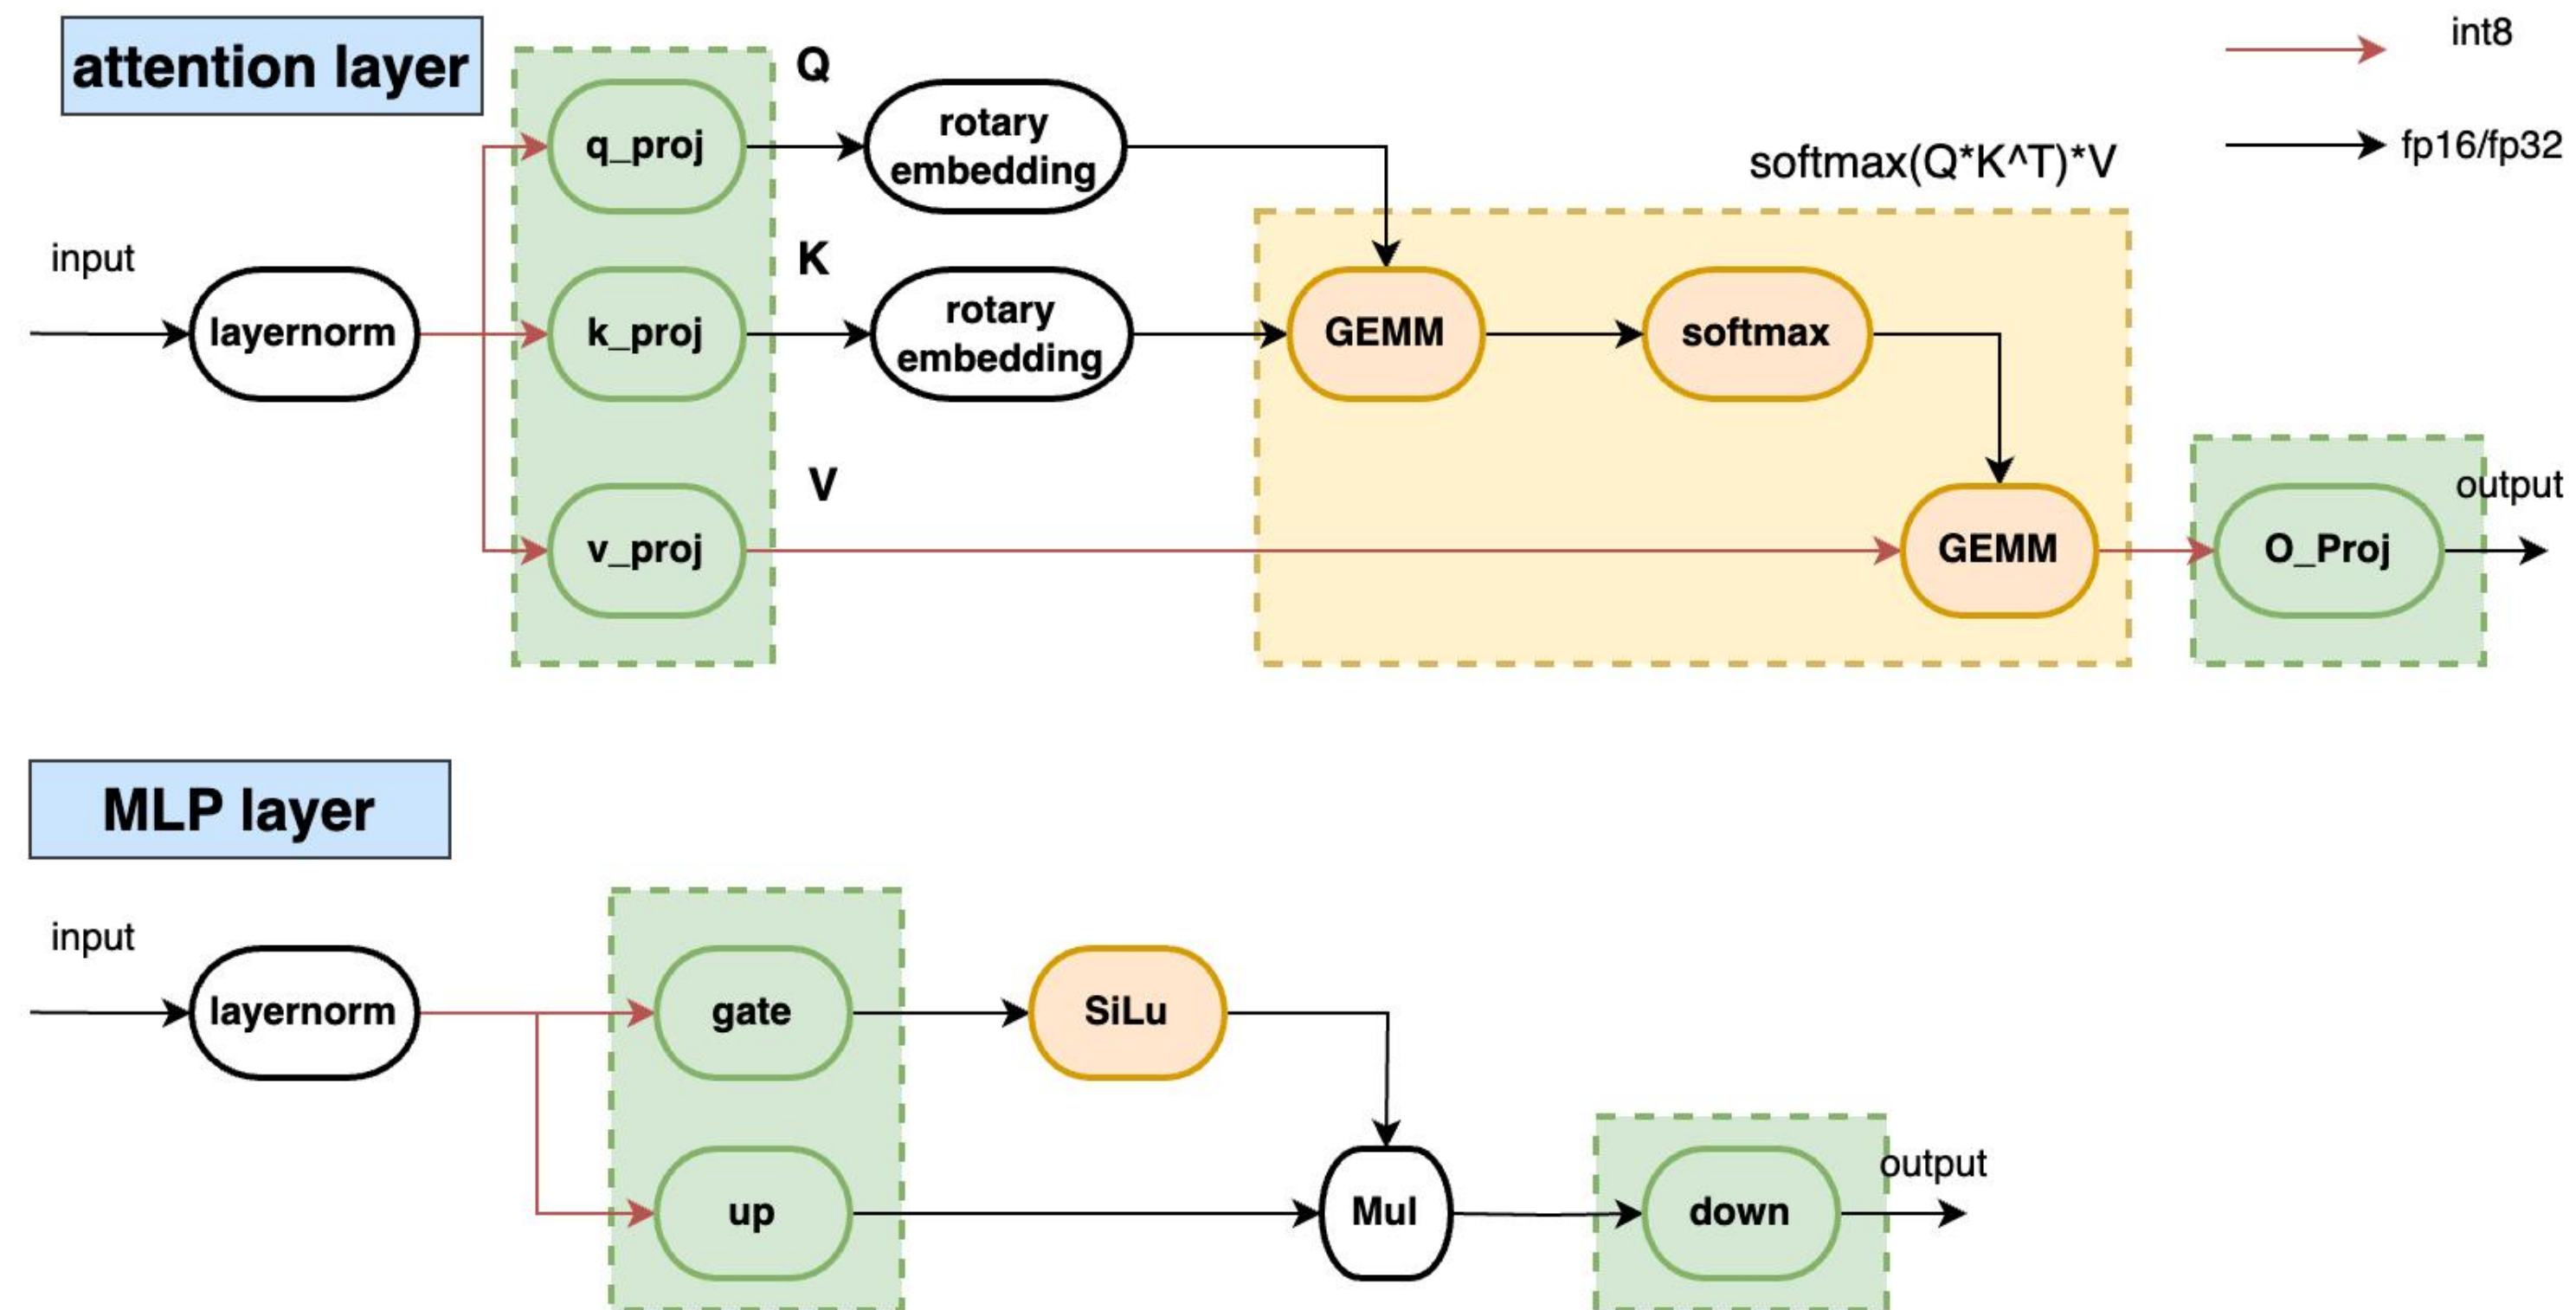 attention layer
int8
fp16/fp32
Q
q_proj
rotary
embedding
softmax(Q*K^T)*V
input
layernorm
K
k_proj
rotary
embedding
GEMM
softmax
V
v_proj
GEMM
O_Proj
output
MLP layer
input
layernorm
gate
SiLu
up
Mul
down
output